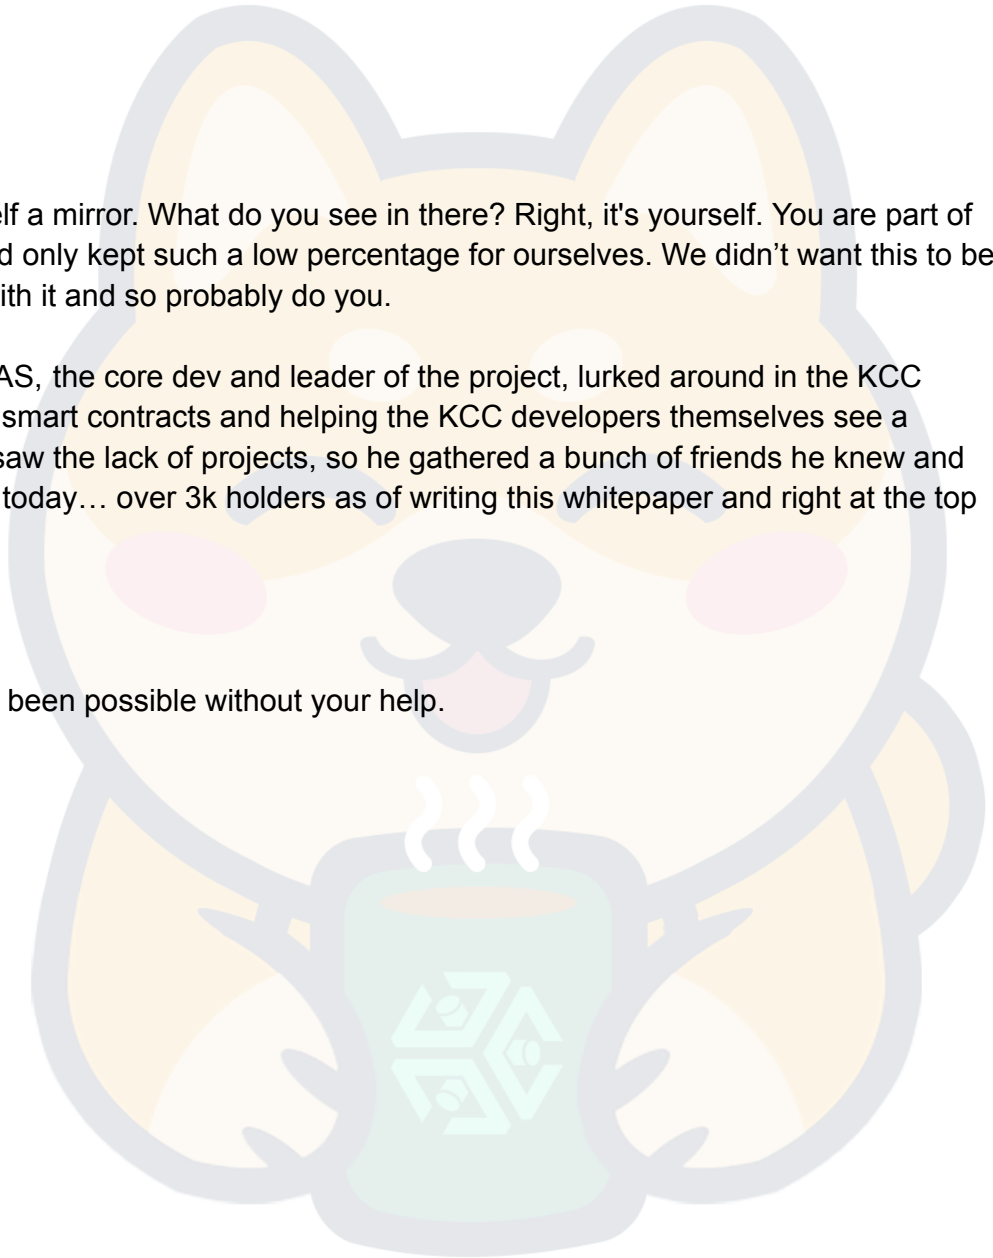 elf a mirror. What do you see in there? Right, it's yourself. You are part of
d only kept such a low percentage for ourselves. We didn’t want this to be
ith it and so probably do you.
AS, the core dev and leader of the project, lurked around in the KCC
smart contracts and helping the KCC developers themselves see a
saw the lack of projects, so he gathered a bunch of friends he knew and
today… over 3k holders as of writing this whitepaper and right at the top
been possible without your help.